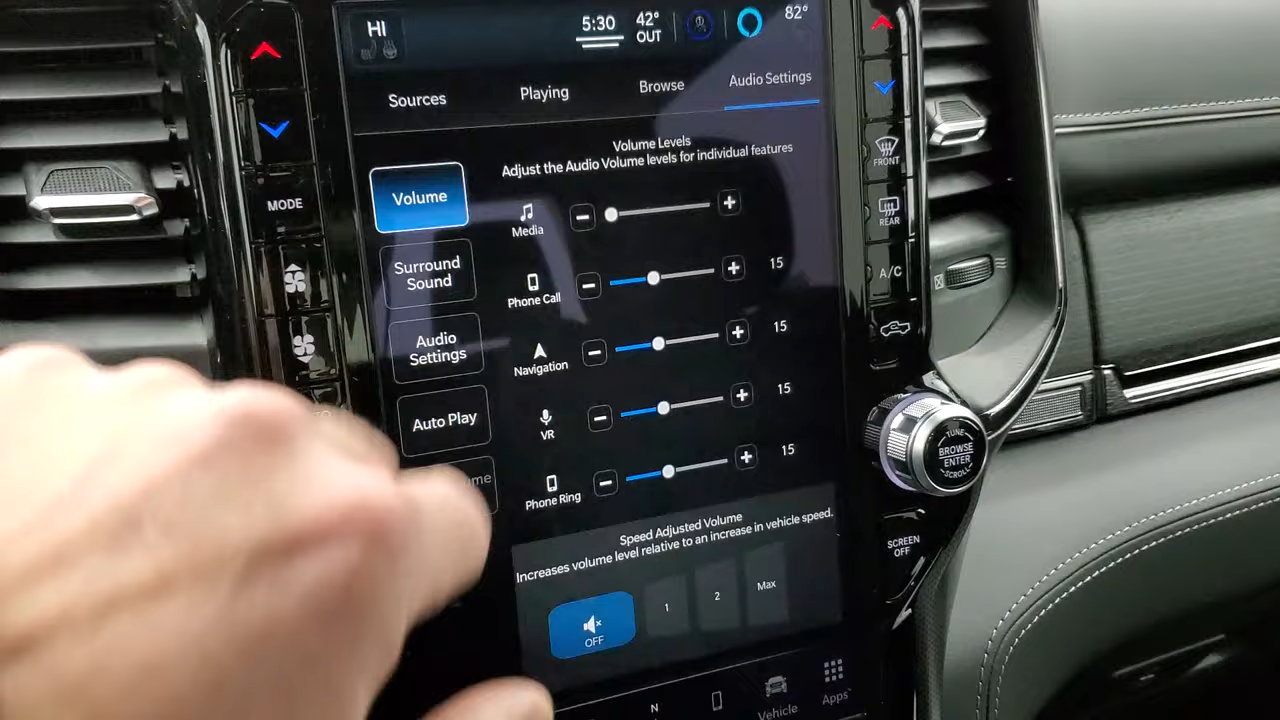 HI
5:30
42°
OUT
82°
Sources
Playing
Browse
Audio Settings
Volume Levels
Adjust the Audio Volume levels for individual features
Volume
Surround
Sound
Audio
Settings
Auto Play
Media
Phone Call
15
Navigation
15
VR
15
Phone Ring
15
Speed Adjusted Volume
Increases volume level relative to an increase in vehicle speed.
OFF
1
2
Max
N
Vehicle
Apps
MODE
FRONT
REAR
A/C
TUNE
BROWSE
ENTER
SCROLL
SCREEN
OFF